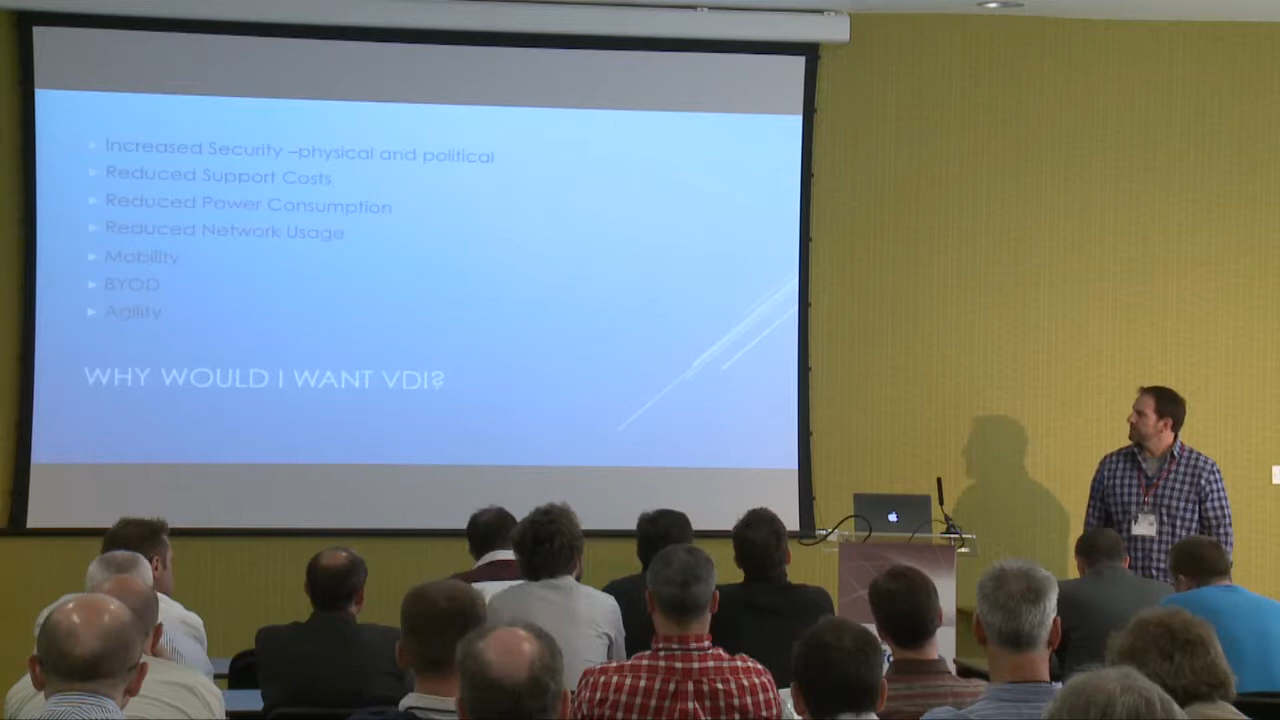 Increased Security –physical and political
Reduced Support Costs
Reduced Power Consumption
Reduced Network Usage
Mobility
BYOD
Agility
WHY WOULD I WANT VDI?